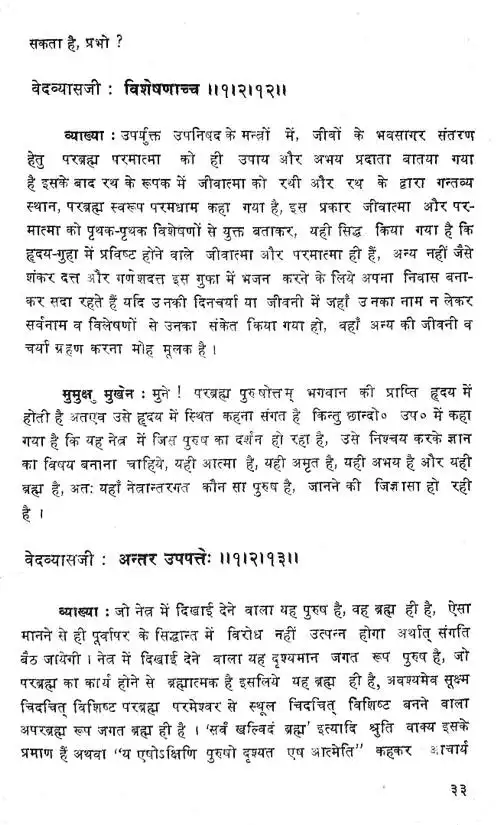 सकता है, प्रभो ?
वेदव्यासजी : विशेषणाच्च ॥१।२।१२॥
व्याख्या : उपर्युक्त उपनिषद के मन्त्रों में, जीवों के भवसागर संतरण
हेतु परब्रह्म परमात्मा को ही उपाय और अभय प्रदाता बातया गया
है इसके बाद रथ के रूपक में जीवात्मा को रथी और रथ के द्वारा गन्तव्य
स्थान, परब्रह्म स्वरूप परमधाम कहा गया है, इस प्रकार जीवात्मा और पर-
मात्मा को पृथक-पृथक विशेषणों से युक्त बताकर, यही सिद्ध किया गया है कि
हृदय-गुहा में प्रविष्ट होने वाले जीवात्मा और परमात्मा ही हैं, अन्य नहीं जैसे
शंकर दत्त और गणेशदत्त इस गुफा में भजन करने के लिये अपना निवास बना-
कर सदा रहते हैं यदि उनकी दिनचर्या या जीवनी में जहाँ उनका नाम न लेकर
सर्वनाम व विलेषणों से उनका संकेत किया गया हो, वहाँ अन्य की जीवनी व
चर्या ग्रहण करना मोह मूलक है ।
मुमुक्षु मुखेन : मुने ! परब्रह्म पुरुषोत्तम् भगवान की प्राप्ति हृदय में
होती है अतएव उसे हृदय में स्थित कहना संगत है किन्तु छान्दो० उप० में कहा
गया है कि यह नेत्र में जिस पुरुष का दर्शन हो रहा है, उसे निश्चय करके ज्ञान
का विषय बनाना चाहिये, यही आत्मा है, यही अमृत है, यही अभय है और यही
ब्रह्म है, अतः यहाँ नेत्रान्तरगत कौन सा पुरुष है, जानने की जिज्ञासा हो रही
है ।
वेदव्यासजी : अन्तर उपपत्तेः ॥१।२।१३॥
व्याख्या : जो नेत्र में दिखाई देने वाला यह पुरुष है, वह ब्रह्म ही है, ऐसा
मानने से ही पूर्वापर के सिद्धान्त में विरोध नहीं उत्पन्न होगा अर्थात् संगति
बैठ जायेगी । नेत्र में दिखाई देने वाला यह दृश्यमान जगत रूप पुरुष है, जो
परब्रह्म का कार्य होने से ब्रह्मात्मक है इसलिये यह ब्रह्म ही है, अवश्यमेव सूक्ष्म
चिदचित् विशिष्ट परब्रह्म परमेश्वर से स्थूल चिदचित् विशिष्ट बनने वाला
अपरब्रह्म रूप जगत ब्रह्म ही है । 'सर्वं खल्विदं ब्रह्म' इत्यादि श्रुति वाक्य इसके
प्रमाण हैं अथवा "य एषोऽक्षिणि पुरुषो दृश्यत एष आत्मेति" कहकर आचार्य
३३